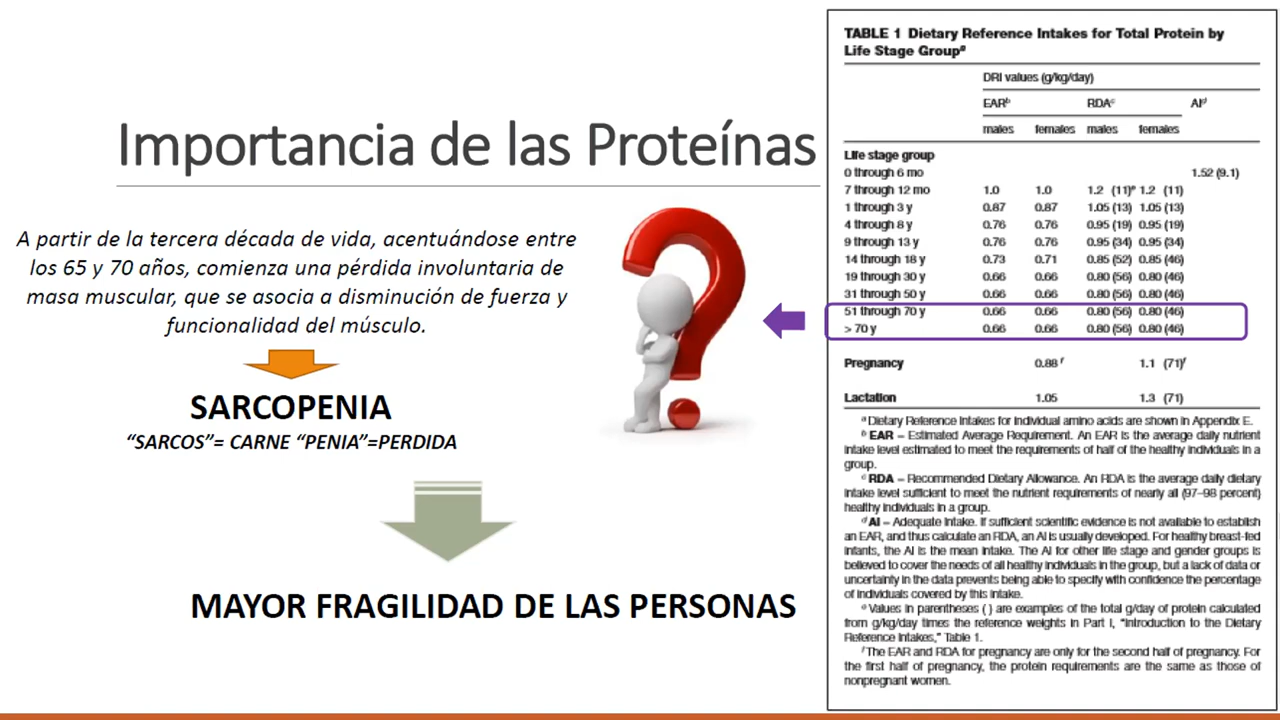 Importancia de las Proteínas
A partir de la tercera década de vida, acentuándose entre
los 65 y 70 años, comienza una pérdida involuntaria de
masa muscular, que se asocia a disminución de fuerza y
funcionalidad del músculo.
SARCOPENIA
“SARCOS”= CARNE “PENIA”=PERDIDA
MAYOR FRAGILIDAD DE LAS PERSONAS
TABLE 1 Dietary Reference Intakes for Total Protein by
Life Stage Groupᵃ
DRI values (g/kg/day)
EARᵇ RDAᶜ AIᵈ
males females males females
Life stage group
0 through 6 mo 1.52 (9.1)
7 through 12 mo 1.0 1.0 1.2 (11)ᵉ 1.2 (11)
1 through 3 y 0.87 0.87 1.05 (13) 1.05 (13)
4 through 8 y 0.76 0.76 0.95 (19) 0.95 (19)
9 through 13 y 0.76 0.76 0.95 (34) 0.95 (34)
14 through 18 y 0.73 0.71 0.85 (52) 0.85 (46)
19 through 30 y 0.66 0.66 0.80 (56) 0.80 (46)
31 through 50 y 0.66 0.66 0.80 (56) 0.80 (46)
51 through 70 y 0.66 0.66 0.80 (56) 0.80 (46)
> 70 y 0.66 0.66 0.80 (56) 0.80 (46)
Pregnancy 0.88 ᶠ 1.1 (71)ᶠ
Lactation 1.05 1.3 (71)
ᵃ Dietary Reference Intakes for individual amino acids are shown in Appendix E.
ᵇ EAR = Estimated Average Requirement. An EAR is the average daily nutrient
intake level estimated to meet the requirements of half of the healthy individuals in a
group.
ᶜ RDA = Recommended Dietary Allowance. An RDA is the average daily dietary
intake level sufficient to meet the nutrient requirements of nearly all (97–98 percent)
healthy individuals in a group.
ᵈ AI = Adequate Intake. If sufficient scientific evidence is not available to establish
an EAR, and thus calculate an RDA, an AI is usually developed. For healthy breast-fed
infants, the AI is the mean intake. The AI for other life stage and gender groups is
believed to cover the needs of all healthy individuals in the group, but a lack of data or
uncertainty in the data prevents being able to specify with confidence the percentage
of individuals covered by this intake.
ᵉ Values in parentheses ( ) are examples of the total g/day of protein calculated
from g/kg/day times the reference weights in Part I, “Introduction to the Dietary
Reference Intakes,” Table 1.
ᶠ The EAR and RDA for pregnancy are only for the second half of pregnancy. For
the first half of pregnancy, the protein requirements are the same as those of
nonpregnant women.